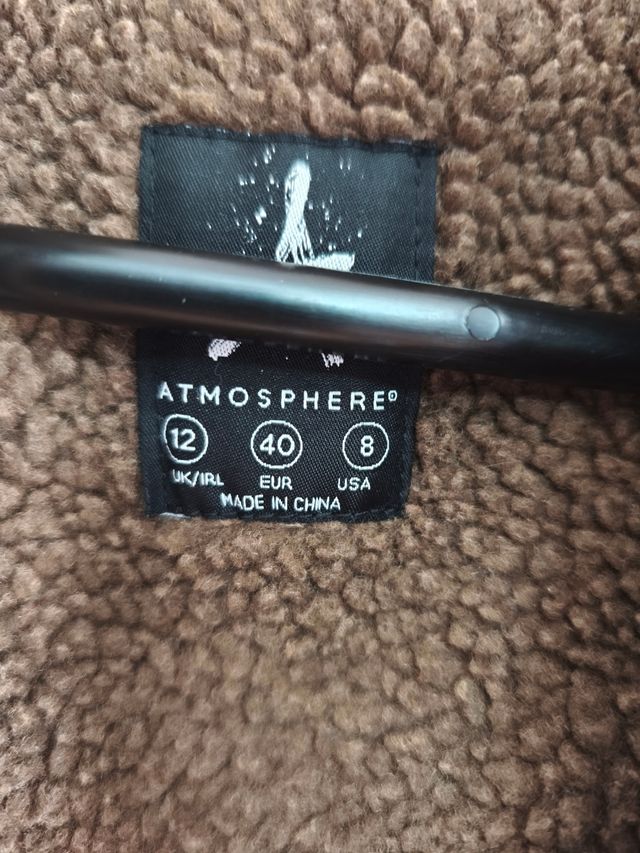 ATMOSPHERE
12 40 8
UK/IRL EUR USA
MADE IN CHINA